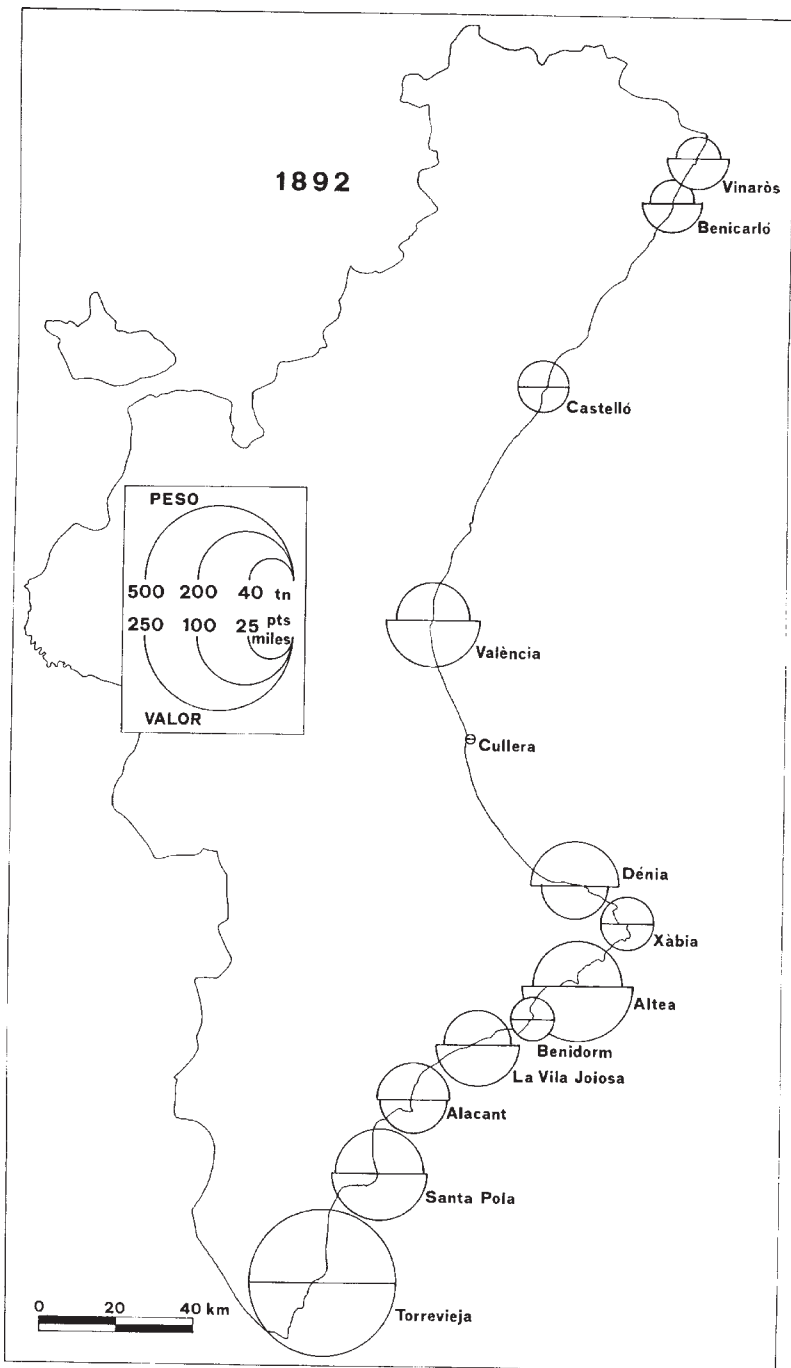 1892
Vinaròs
Benicarló
Castelló
PESO
500 200 40 tn
250 100 25 pts
miles
VALOR
València
Cullera
Dénia
Xàbia
Altea
Benidorm
La Vila Joiosa
Alacant
Santa Pola
Torrevieja
0 20 40 km